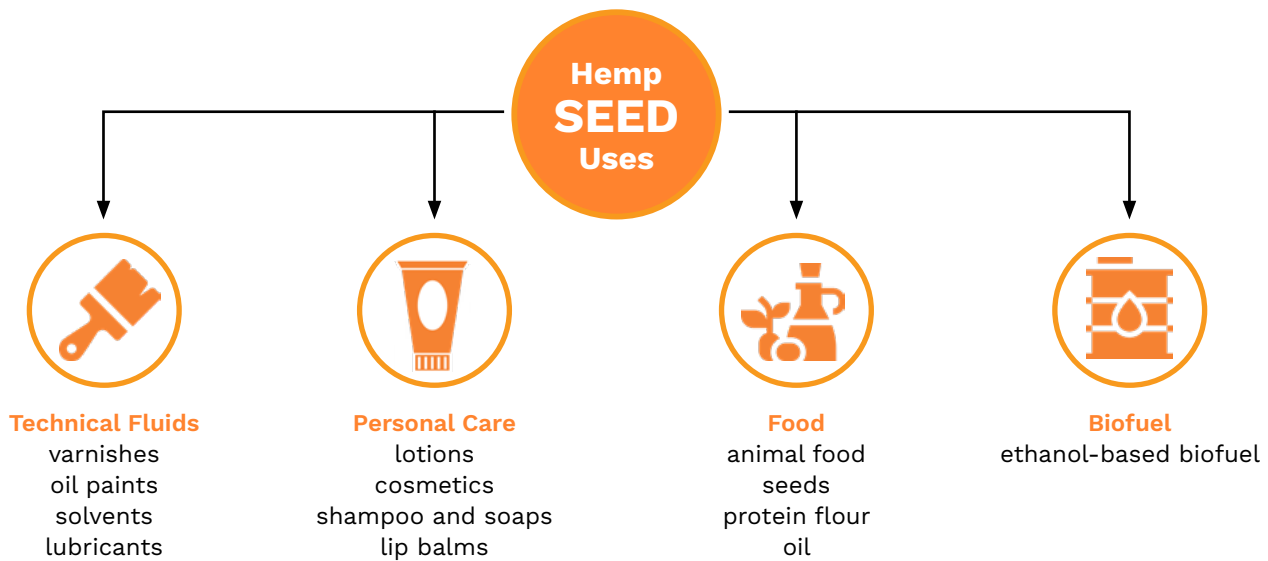 Hemp
SEED
Uses
Technical Fluids
varnishes
oil paints
solvents
lubricants
Personal Care
lotions
cosmetics
shampoo and soaps
lip balms
Food
animal food
seeds
protein flour
oil
Biofuel
ethanol-based biofuel